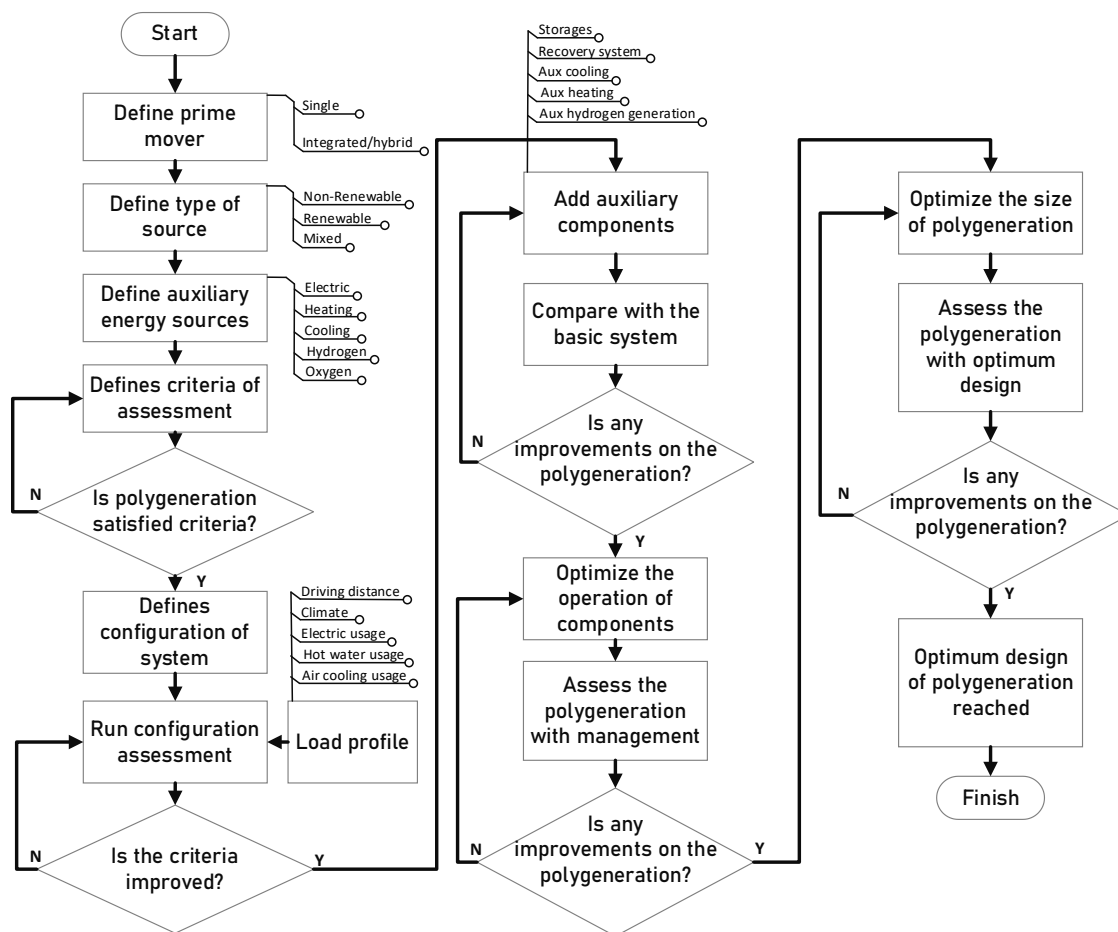 Start
Define prime
mover
Single
Integrated/hybrid
Define type of
source
Non-Renewable
Renewable
Mixed
Define auxiliary
energy sources
Electric
Heating
Cooling
Hydrogen
Oxygen
Defines criteria of
assessment
Is polygeneration
satisfied criteria?
N
Y
Defines
configuration of
system
Driving distance
Climate
Electric usage
Hot water usage
Air cooling usage
Run configuration
assessment
Load profile
Is the criteria
improved?
N
Y
Storages
Recovery system
Aux cooling
Aux heating
Aux hydrogen generation
Add auxiliary
components
Compare with the
basic system
Is any
improvements on the
polygeneration?
N
Y
Optimize the
operation of
components
Assess the
polygeneration
with management
Is any
improvements on the
polygeneration?
N
Y
Optimize the size
of polygeneration
Assess the
polygeneration
with optimum
design
Is any
improvements on the
polygeneration?
N
Y
Optimum design
of polygeneration
reached
Finish